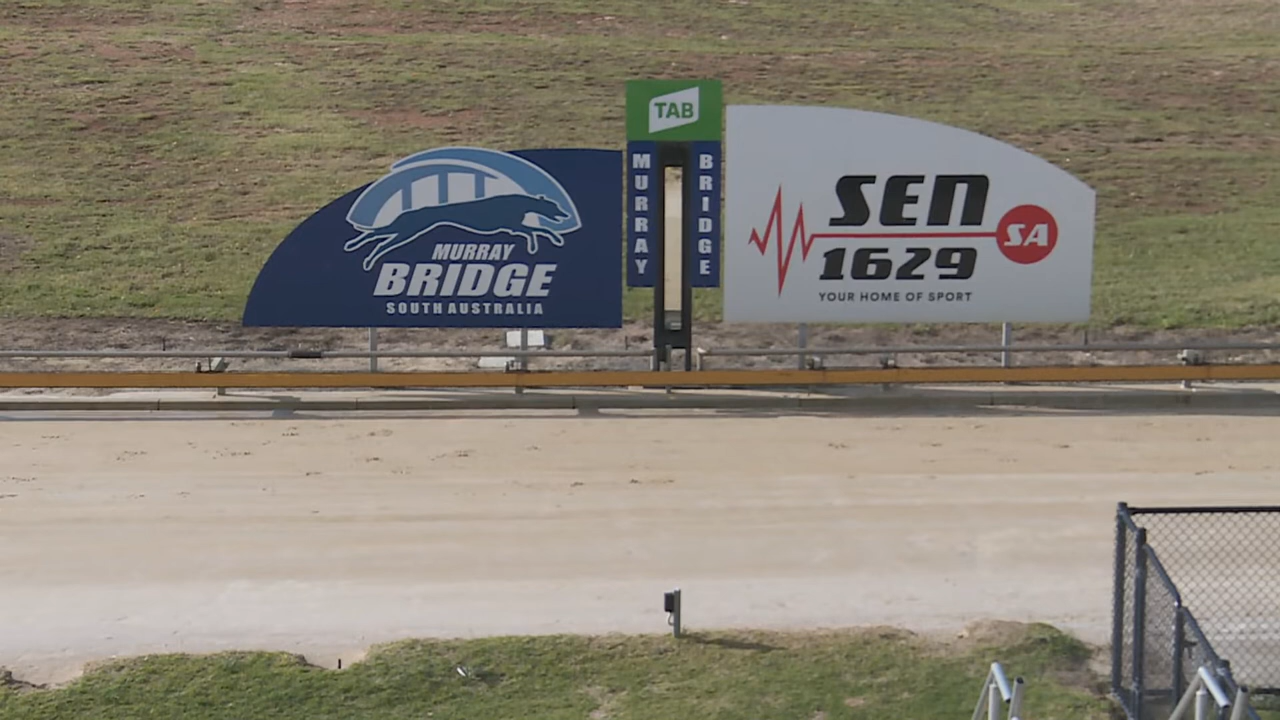 MURRAY
BRIDGE
SOUTH AUSTRALIA
TAB
MURRAY
BRIDGE
SEN
1629
SA
YOUR HOME OF SPORT